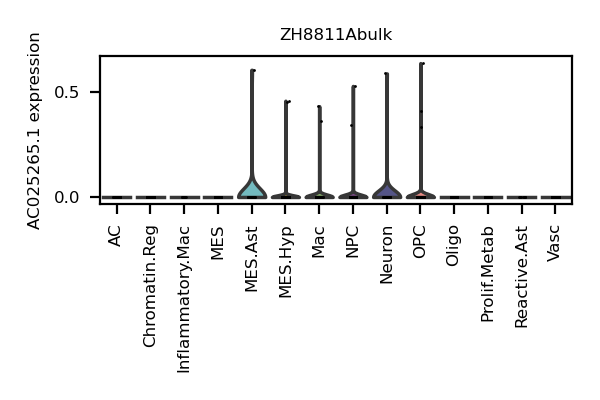 ZH8811Abulk
AC025265.1 expression
0.5
0.0
AC
Chromatin.Reg
Inflammatory.Mac
MES
MES.Ast
MES.Hyp
Mac
NPC
Neuron
OPC
Oligo
Prolif.Metab
Reactive.Ast
Vasc